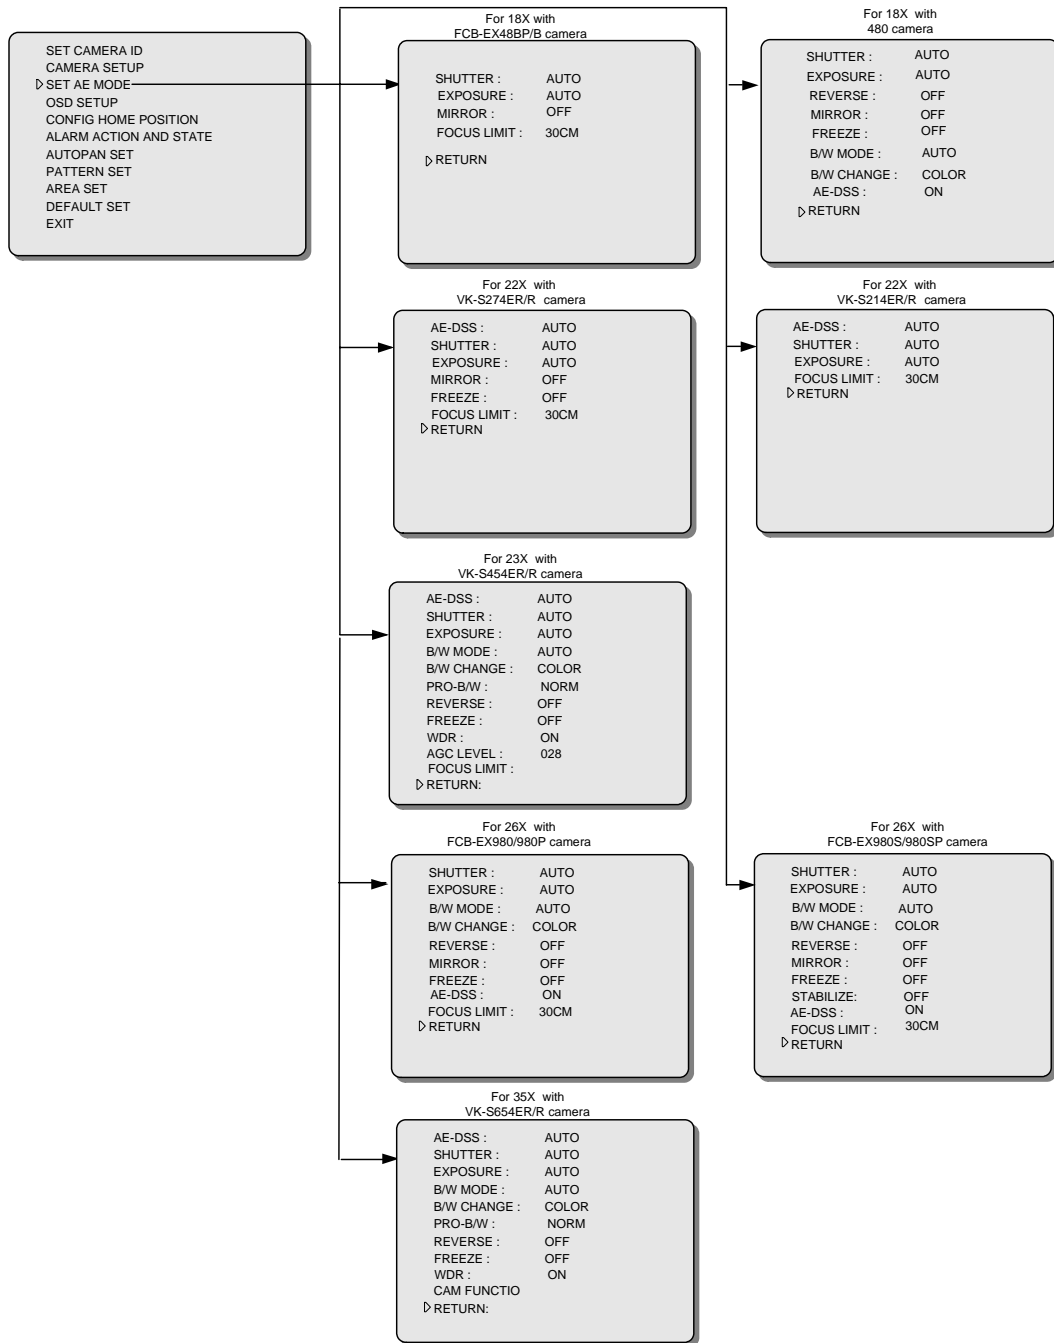 SET CAMERA ID
CAMERA SETUP
SET AE MODE
OSD SETUP
CONFIG HOME POSITION
ALARM ACTION AND STATE
AUTOPAN SET
PATTERN SET
AREA SET
DEFAULT SET
EXIT
For 18X with
FCB-EX48BP/B camera
SHUTTER : AUTO
EXPOSURE : AUTO
MIRROR : OFF
FOCUS LIMIT : 30CM
RETURN
For 18X with
480 camera
SHUTTER : AUTO
EXPOSURE : AUTO
REVERSE : OFF
MIRROR : OFF
FREEZE : OFF
B/W MODE : AUTO
B/W CHANGE : COLOR
AE-DSS : ON
RETURN
For 22X with
VK-S274ER/R camera
AE-DSS : AUTO
SHUTTER : AUTO
EXPOSURE : AUTO
MIRROR : OFF
FREEZE : OFF
FOCUS LIMIT : 30CM
RETURN
For 22X with
VK-S214ER/R camera
AE-DSS : AUTO
SHUTTER : AUTO
EXPOSURE : AUTO
FOCUS LIMIT : 30CM
RETURN
For 23X with
VK-S454ER/R camera
AE-DSS : AUTO
SHUTTER : AUTO
EXPOSURE : AUTO
B/W MODE : AUTO
B/W CHANGE : COLOR
PRO-B/W : NORM
REVERSE : OFF
FREEZE : OFF
WDR : ON
AGC LEVEL : 028
FOCUS LIMIT :
RETURN:
For 26X with
FCB-EX980/980P camera
SHUTTER : AUTO
EXPOSURE : AUTO
B/W MODE : AUTO
B/W CHANGE : COLOR
REVERSE : OFF
MIRROR : OFF
FREEZE : OFF
AE-DSS : ON
FOCUS LIMIT : 30CM
RETURN
For 26X with
FCB-EX980S/980SP camera
SHUTTER : AUTO
EXPOSURE : AUTO
B/W MODE : AUTO
B/W CHANGE : COLOR
REVERSE : OFF
MIRROR : OFF
FREEZE : OFF
STABILIZE: OFF
AE-DSS : ON
FOCUS LIMIT : 30CM
RETURN
For 35X with
VK-S654ER/R camera
AE-DSS : AUTO
SHUTTER : AUTO
EXPOSURE : AUTO
B/W MODE : AUTO
B/W CHANGE : COLOR
PRO-B/W : NORM
REVERSE : OFF
FREEZE : OFF
WDR : ON
CAM FUNCTIO
RETURN: